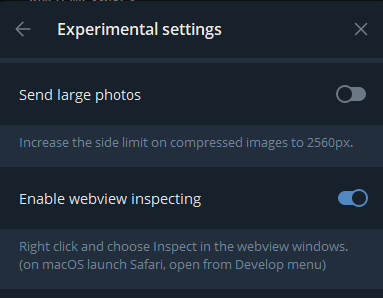 Experimental settings
Send large photos
Increase the side limit on compressed images to 2560px.
Enable webview inspecting
Right click and choose Inspect in the webview windows.
(on macOS launch Safari, open from Develop menu)